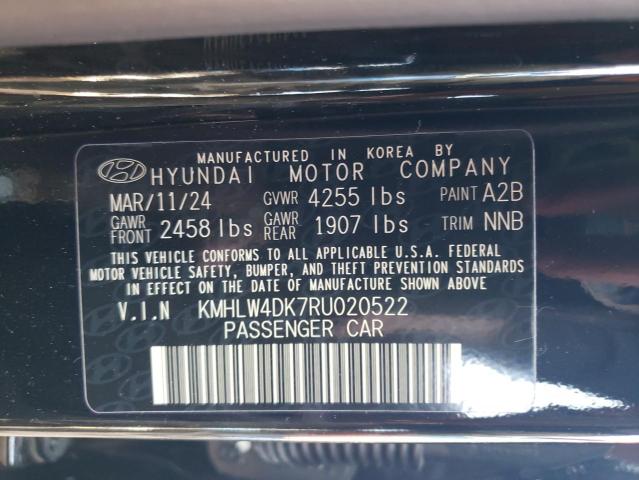 MANUFACTURED IN KOREA BY
HYUNDAI MOTOR COMPANY
MAR/11/24 GVWR 4255 lbs PAINT A2B
GAWR FRONT 2458 lbs GAWR REAR 1907 lbs TRIM NNB
THIS VEHICLE CONFORMS TO ALL APPLICABLE U.S.A. FEDERAL
MOTOR VEHICLE SAFETY, BUMPER, AND THEFT PREVENTION STANDARDS
IN EFFECT ON THE DATE OF MANUFACTURE SHOWN ABOVE
V.I.N KMHLW4DK7RU020522
PASSENGER CAR